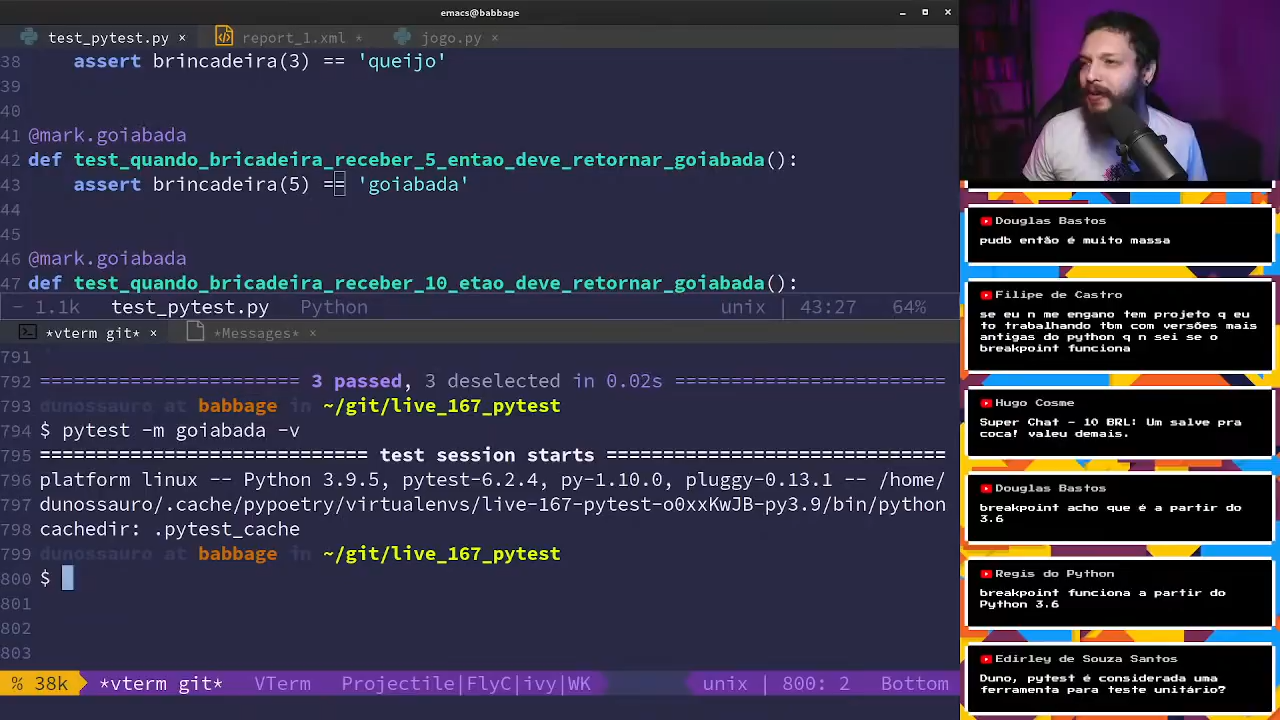 emacs@babbage
test_pytest.py × report_1.xml × jogo.py ×
38 assert brincadeira(3) == 'queijo'
39
40
41 @mark.goiabada
42 def test_quando_bricadeira_receber_5_entao_deve_retornar_goiabada():
43 assert brincadeira(5) == 'goiabada'
44
45
46 @mark.goiabada
47 def test_quando_bricadeira_receber_10_etao_deve_retornar_goiabada():
- 1.1k test_pytest.py Python unix | 43:27 64%
*vterm git* × *Messages* ×
791
792 ======================= 3 passed, 3 deselected in 0.02s ========================
793 dunossauro at babbage in ~/git/live_167_pytest
794 $ pytest -m goiabada -v
795 ============================= test session starts ==============================
796 platform linux -- Python 3.9.5, pytest-6.2.4, py-1.10.0, pluggy-0.13.1 -- /home/
797 dunossauro/.cache/pypoetry/virtualenvs/live-167-pytest-o0xxKwJB-py3.9/bin/python
798 cachedir: .pytest_cache
799 dunossauro at babbage in ~/git/live_167_pytest
800 $
801
802
803
% 38k *vterm git* VTerm Projectile|FlyC|ivy|WK unix | 800: 2 Bottom
Douglas Bastos
pudb então é muito massa
Filipe de Castro
se eu n me engano tem projeto q eu
to trabalhando tbm com versões mais
antigas do python q n sei se o
breakpoint funciona
Hugo Cosme
Super Chat - 10 BRL: Um salve pra
coca! valeu demais.
Douglas Bastos
breakpoint acho que é a partir do
3.6
Regis do Python
breakpoint funciona a partir do
Python 3.6
Edirley de Souza Santos
Duno, pytest é considerada uma
ferramenta para teste unitário?